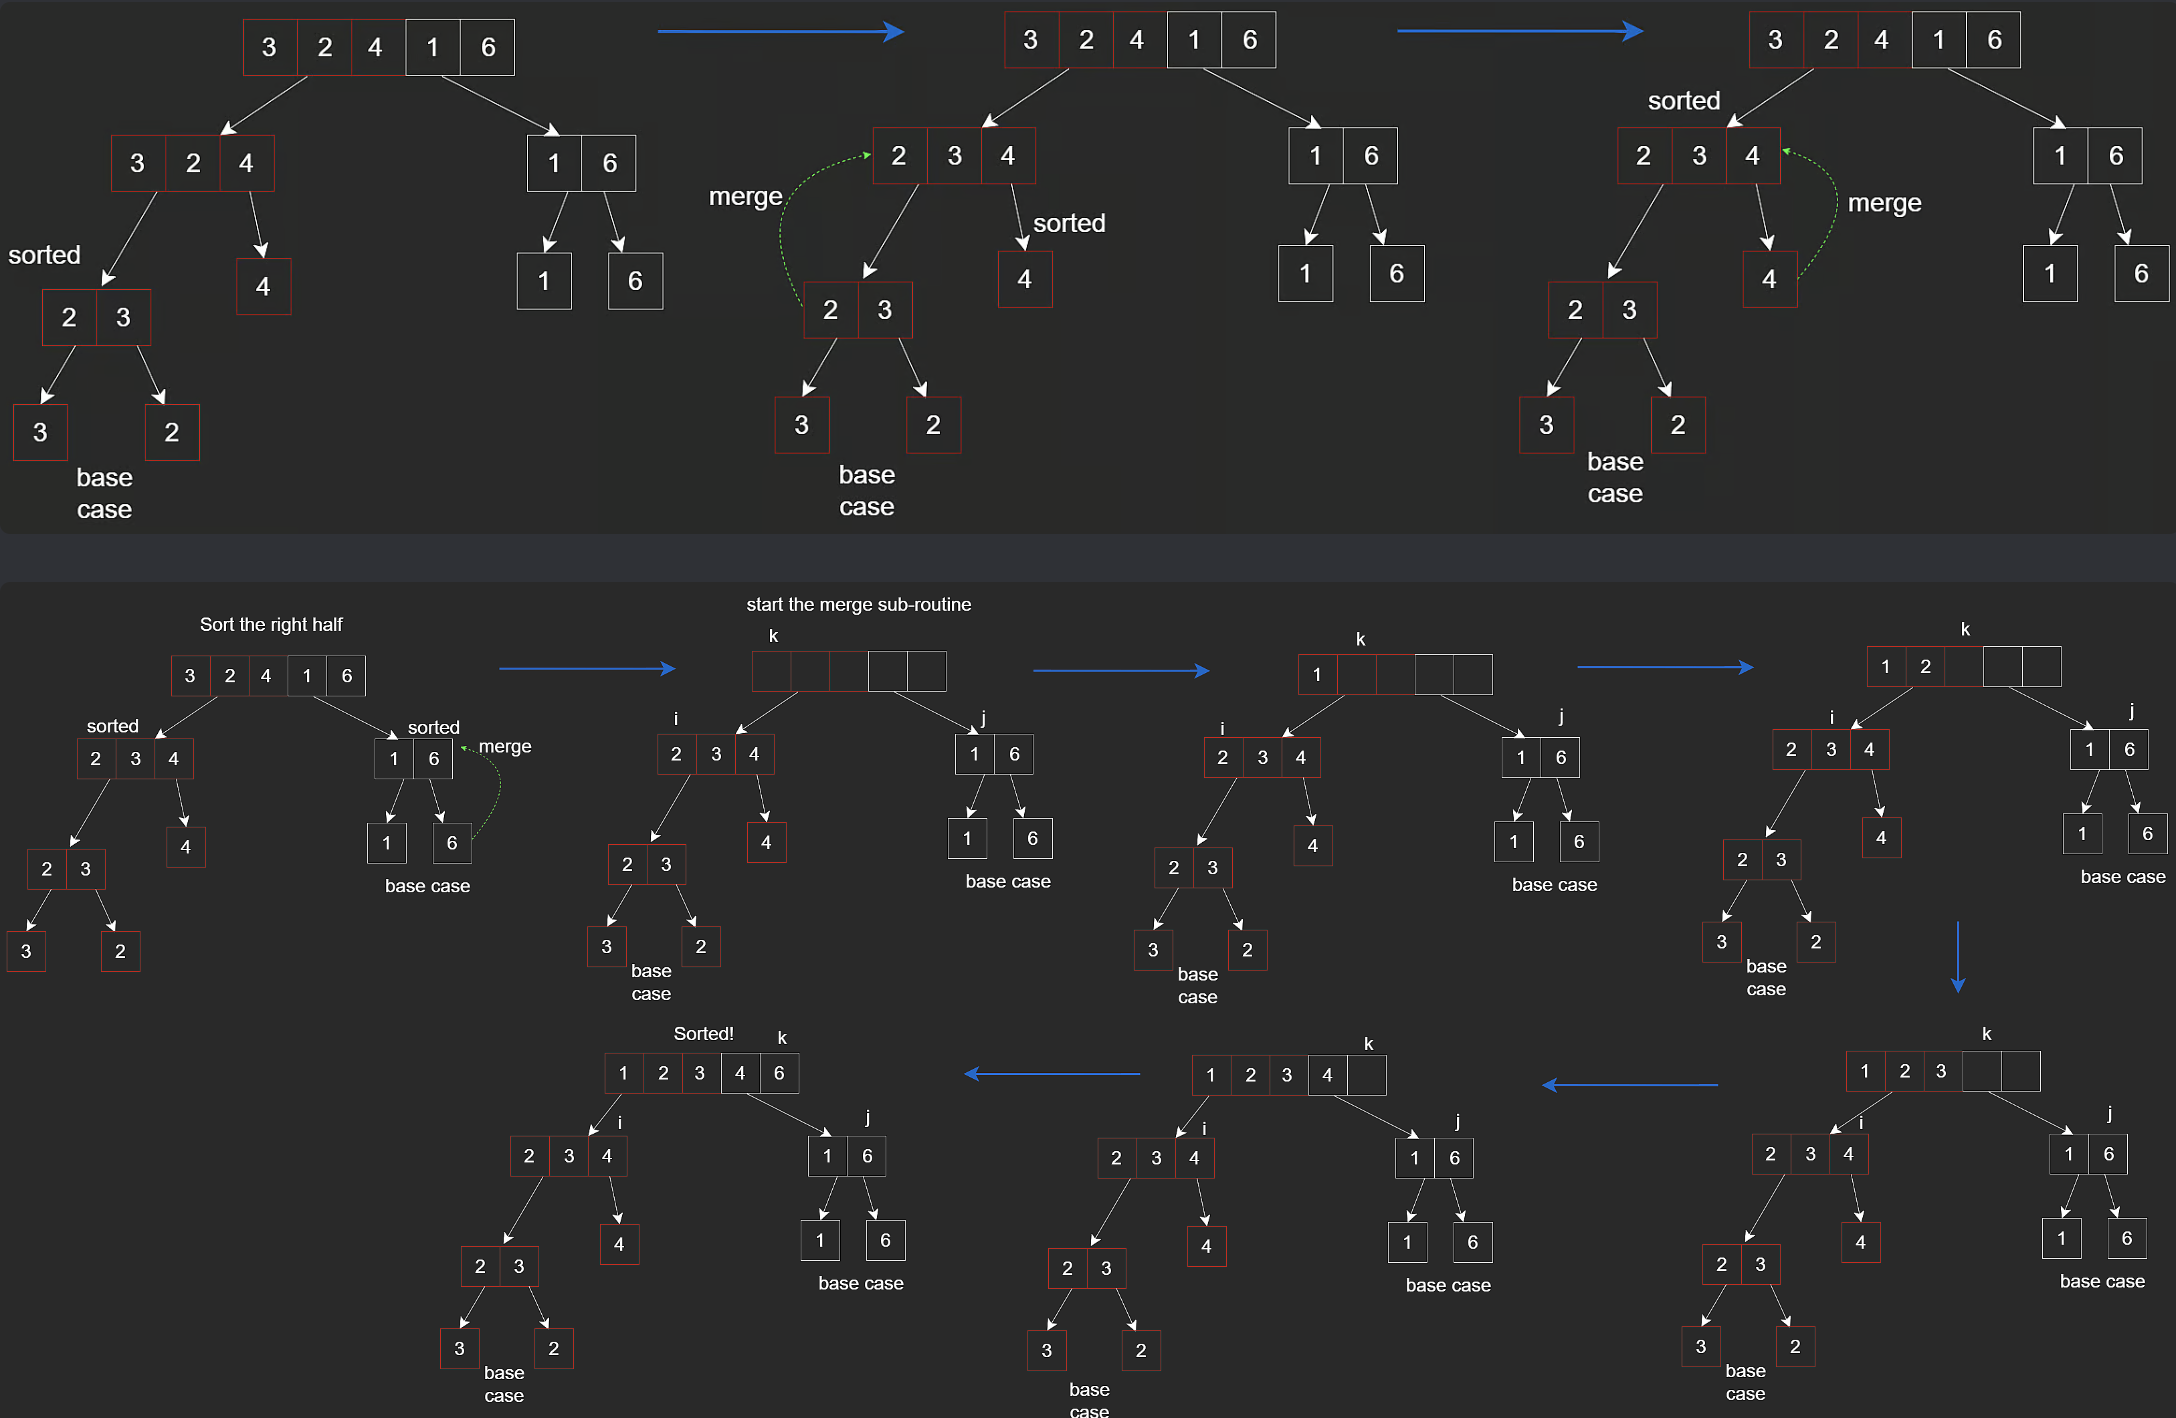 3 2 4 1 6
3 2 4
1 6
sorted
4
1
6
2 3
3
2
base
case
3 2 4 1 6
2 3 4
1 6
merge
sorted
4
1
6
2 3
3
2
base
case
3 2 4 1 6
sorted
2 3 4
1 6
merge
4
1
6
2 3
3
2
base
case
Sort the right half
3 2 4 1 6
sorted
sorted
merge
2 3 4
1 6
4
1
6
2 3
base case
3
2
start the merge sub-routine
k
i
j
2 3 4
1 6
4
1
6
2 3
base case
3
2
base
case
k
1
i
j
2 3 4
1 6
4
1
6
2 3
base case
3
2
base
case
k
1 2
i
j
2 3 4
1 6
4
1
6
2 3
base case
3
2
base
case
k
1 2 3
i
j
2 3 4
1 6
4
1
6
2 3
base case
3
2
base
case
k
1 2 3 4
i
j
2 3 4
1 6
4
1
6
2 3
base case
3
2
base
case
Sorted!
k
1 2 3 4 6
i
j
2 3 4
1 6
4
1
6
2 3
base case
3
2
base
case